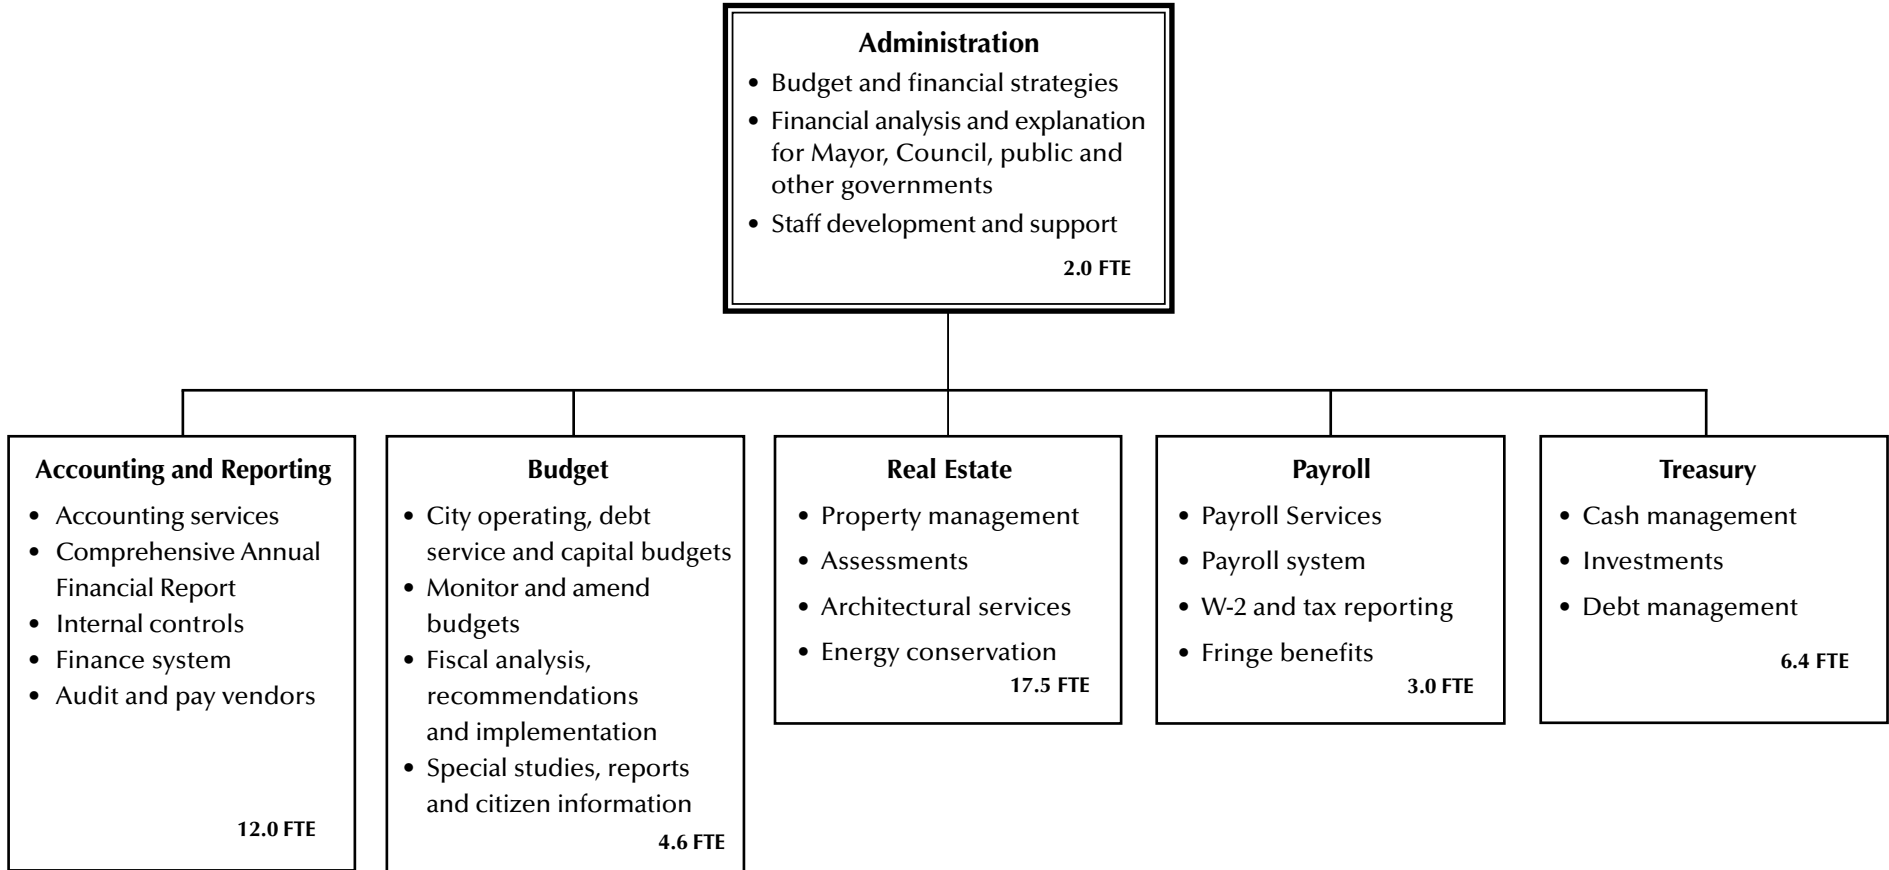 Administration
• Budget and financial strategies
• Financial analysis and explanation
for Mayor, Council, public and
other governments
• Staff development and support
2.0 FTE
Accounting and Reporting
• Accounting services
• Comprehensive Annual
Financial Report
• Internal controls
• Finance system
• Audit and pay vendors
12.0 FTE
Budget
• City operating, debt
service and capital budgets
• Monitor and amend
budgets
• Fiscal analysis,
recommendations
and implementation
• Special studies, reports
and citizen information
4.6 FTE
Real Estate
• Property management
• Assessments
• Architectural services
• Energy conservation
17.5 FTE
Payroll
• Payroll Services
• Payroll system
• W-2 and tax reporting
• Fringe benefits
3.0 FTE
Treasury
• Cash management
• Investments
• Debt management
6.4 FTE